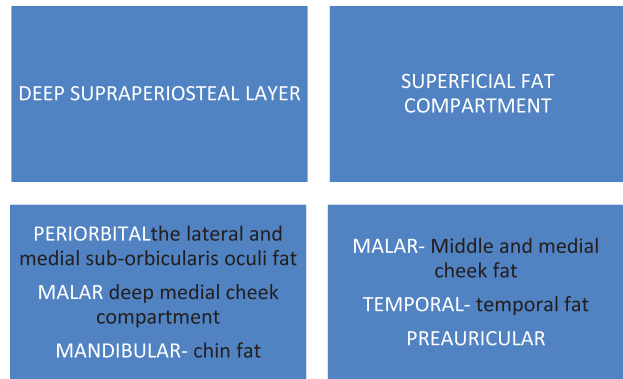 DEEP SUPRAPERIOSTEAL LAYER
SUPERFICIAL FAT
COMPARTMENT
PERIORBITALthe lateral and
medial sub-orbicularis oculi fat
MALAR deep medial cheek
compartment
MANDIBULAR- chin fat
MALAR- Middle and medial
cheek fat
TEMPORAL- temporal fat
PREAURICULAR